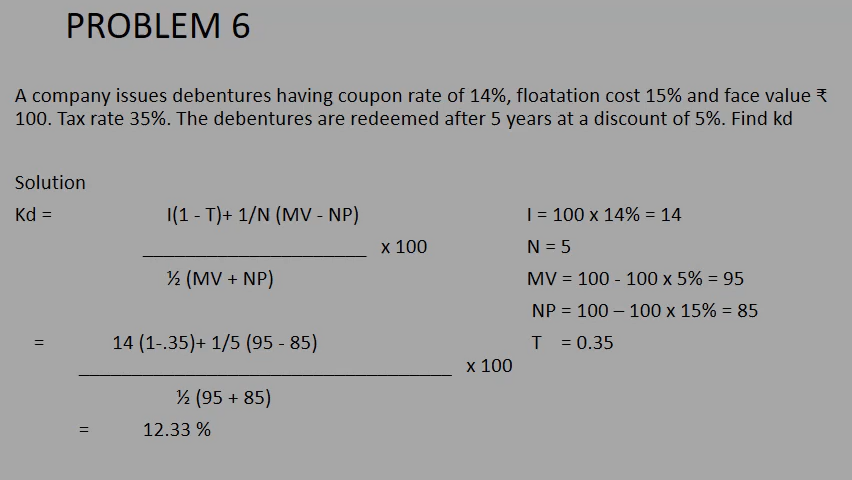 PROBLEM 6
A company issues debentures having coupon rate of 14%, floatation cost 15% and face value ₹
100. Tax rate 35%. The debentures are redeemed after 5 years at a discount of 5%. Find kd
Solution
Kd = I(1 - T)+ 1/N (MV - NP)
____________________ x 100
½ (MV + NP)
= 14 (1-.35)+ 1/5 (95 - 85)
___________________________________ x 100
½ (95 + 85)
= 12.33 %
I = 100 x 14% = 14
N = 5
MV = 100 - 100 x 5% = 95
NP = 100 – 100 x 15% = 85
T = 0.35